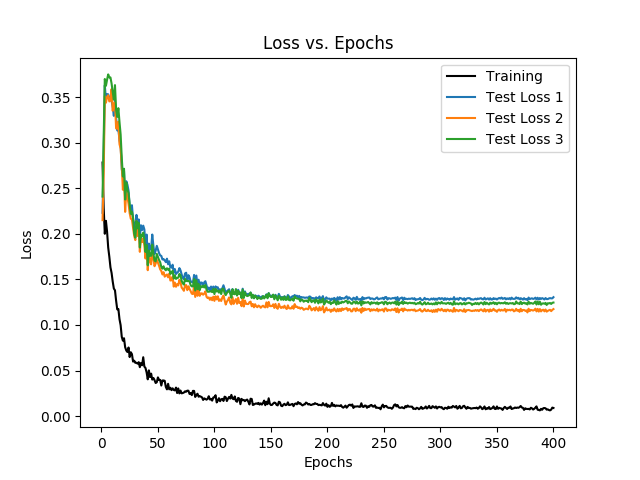 Loss vs. Epochs
Training
Test Loss 1
Test Loss 2
Test Loss 3
Loss
0.35
0.30
0.25
0.20
0.15
0.10
0.05
0.00
0 50 100 150 200 250 300 350 400
Epochs